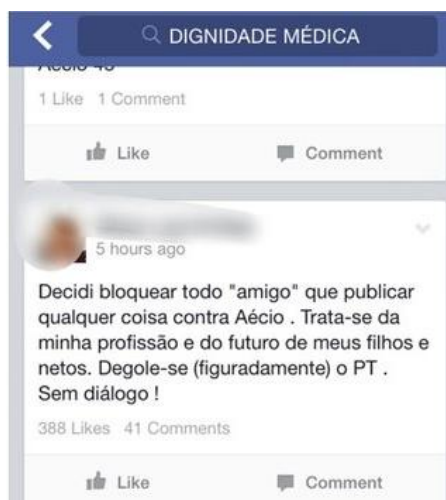 DIGNIDADE MÉDICA
1 Like 1 Comment
Like Comment
5 hours ago
Decidi bloquear todo "amigo" que publicar
qualquer coisa contra Aécio . Trata-se da
minha profissão e do futuro de meus filhos e
netos. Degole-se (figuradamente) o PT .
Sem diálogo !
388 Likes 41 Comments
Like Comment